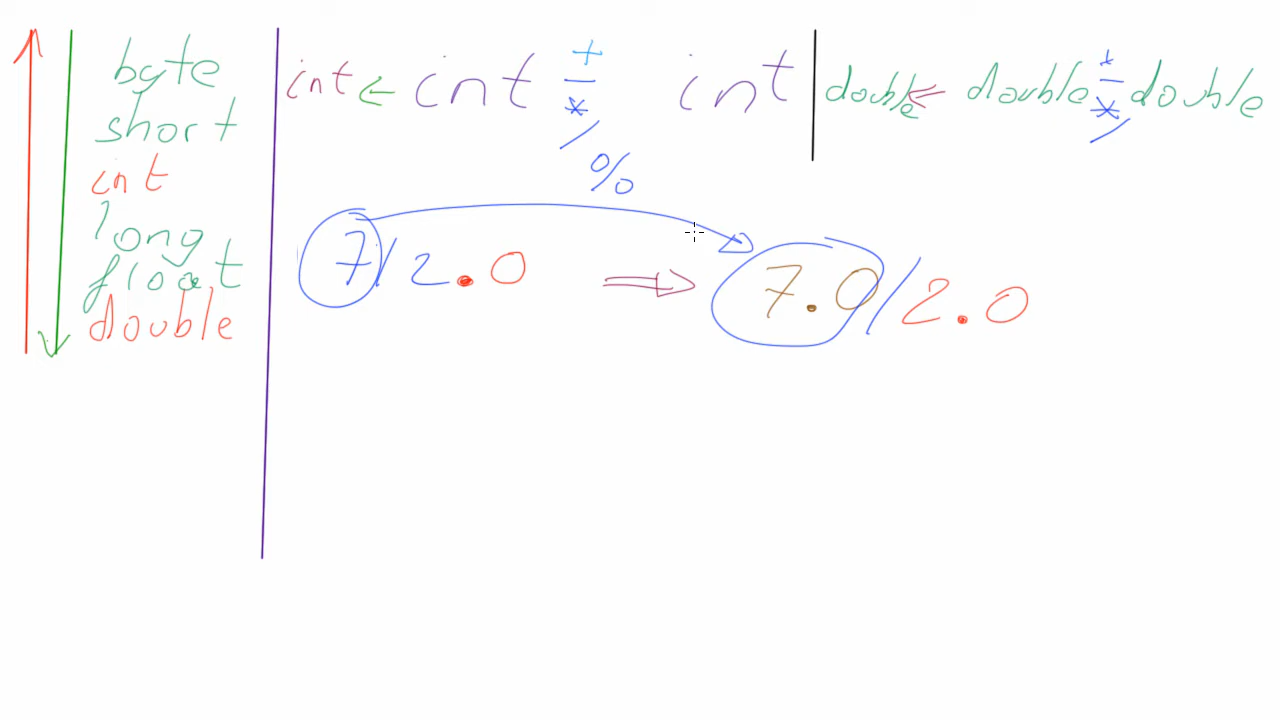 byte
short
int
long
float
double
int ← int + - * / % int
double ← double + - * / double
7/2.0 ⇒ 7.0/2.0